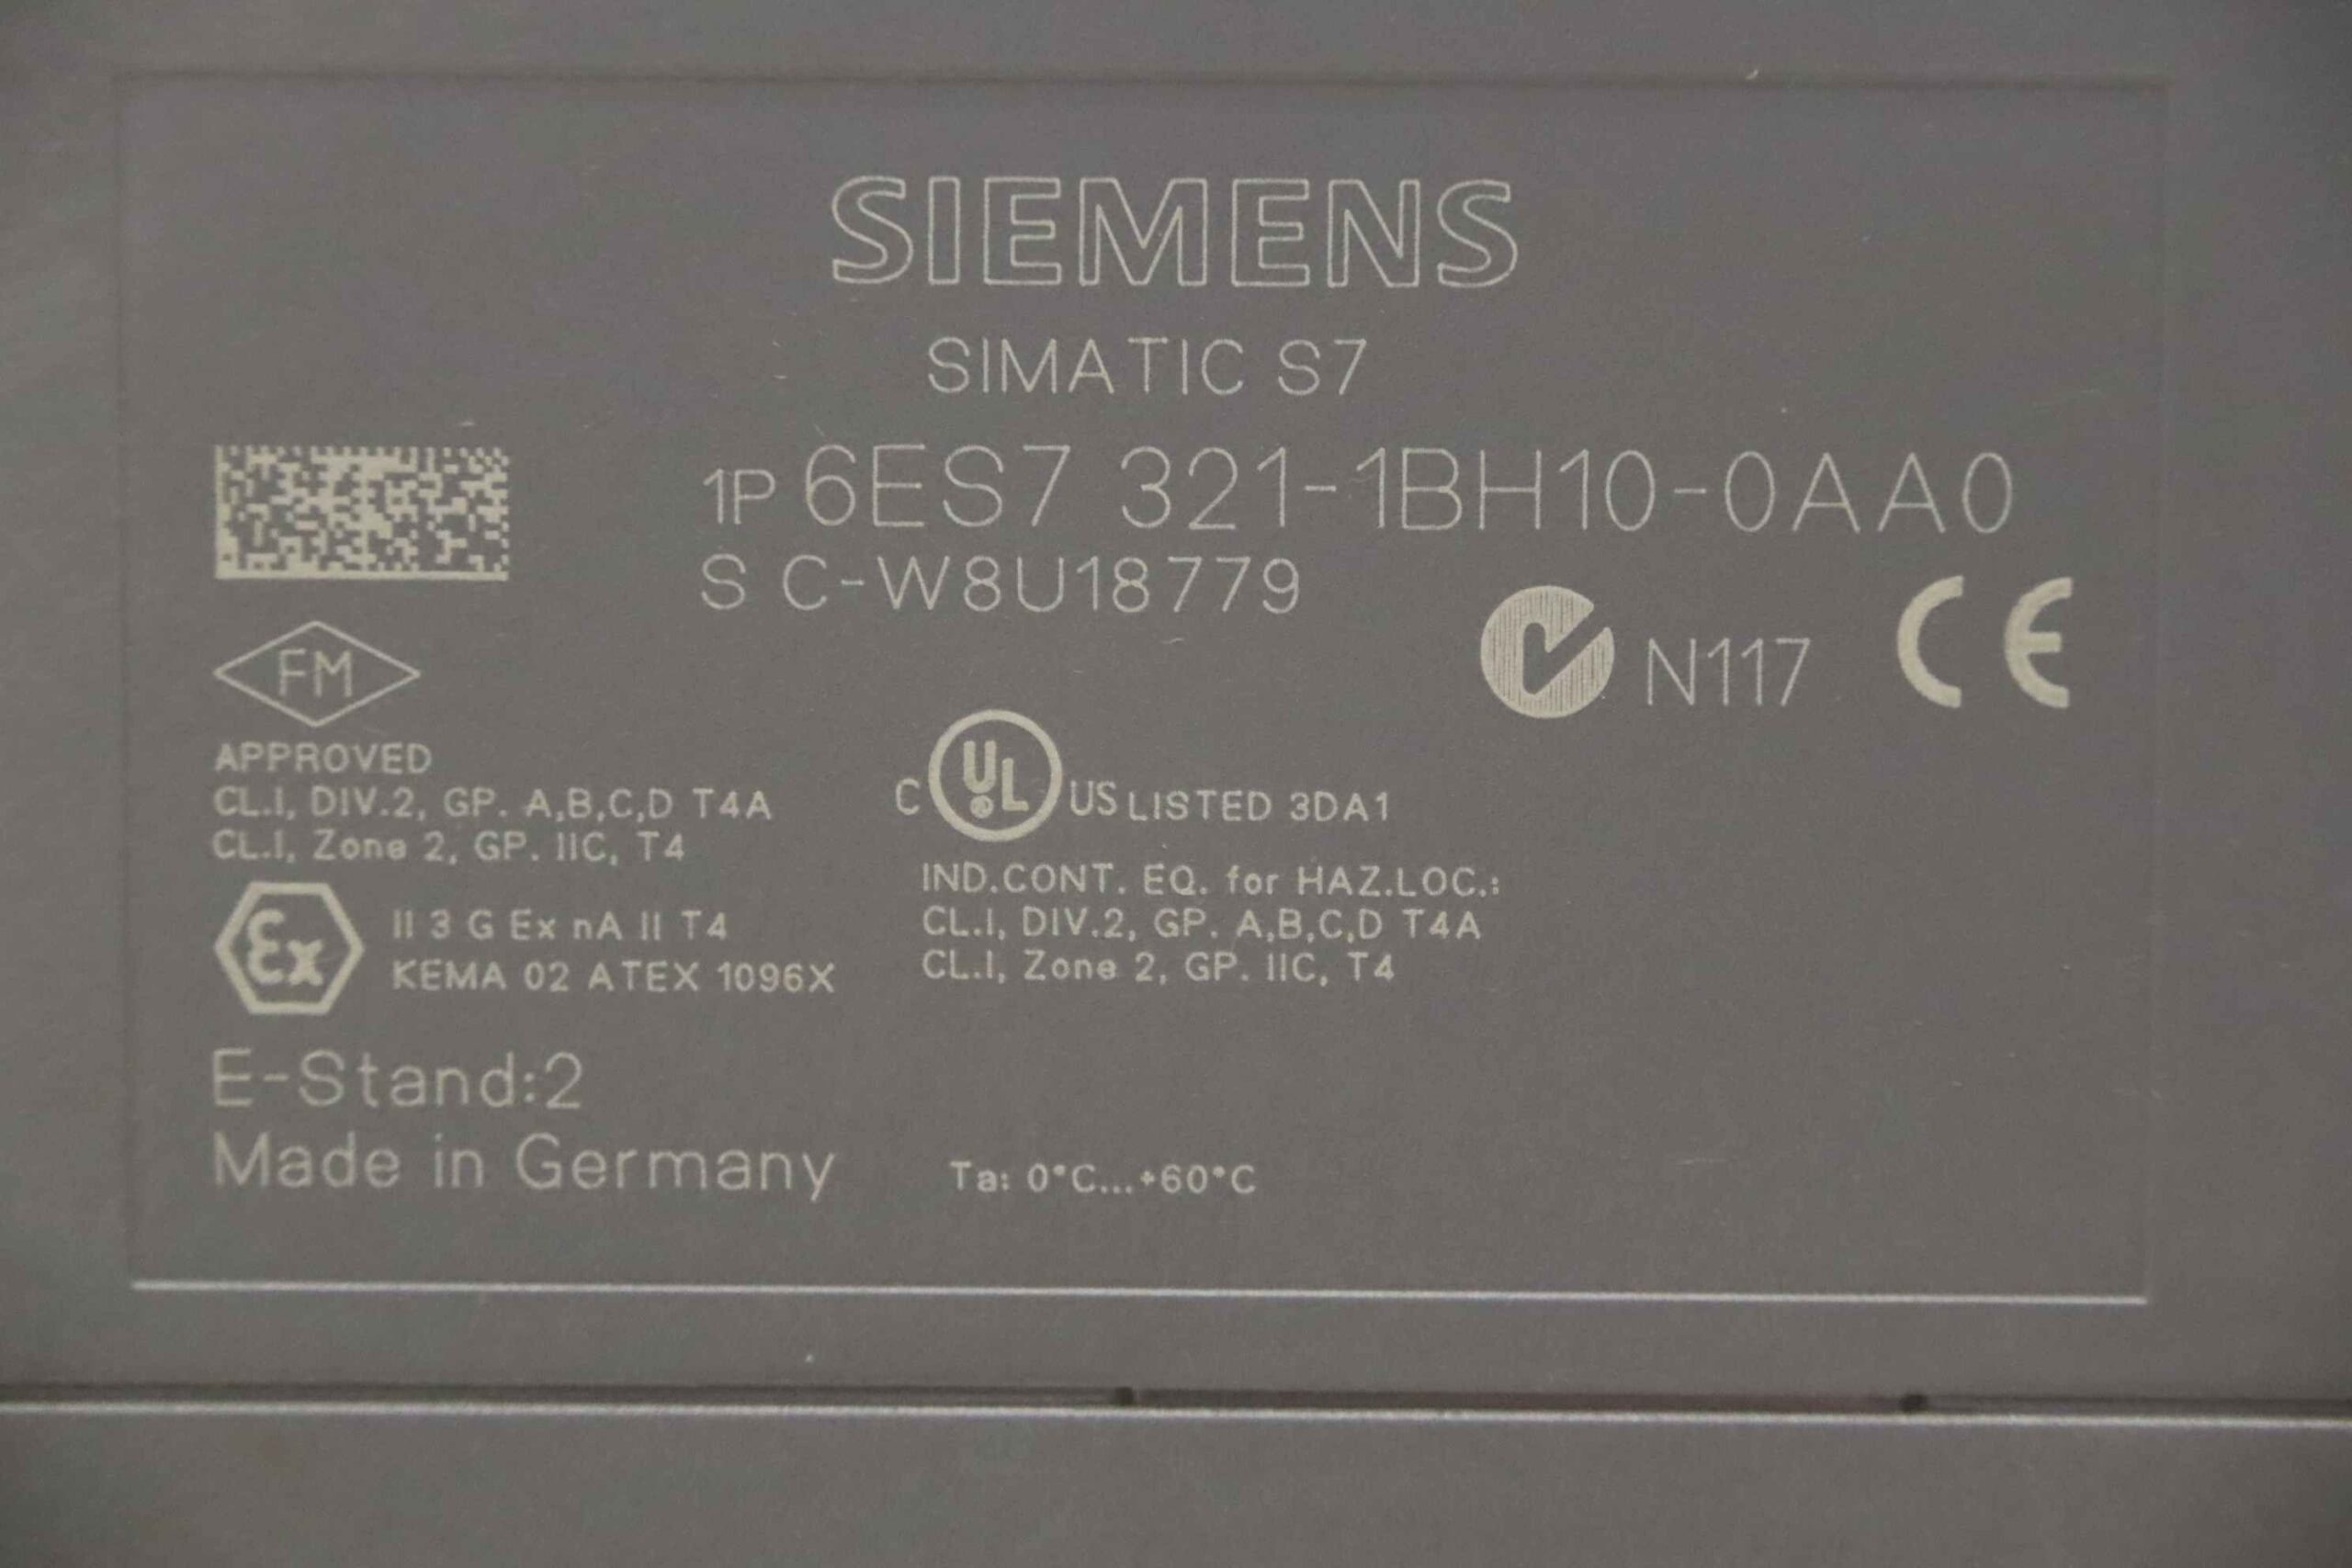 SIEMENS
SIMATIC S7
1P 6ES7 321-1BH10-0AA0
S C-W8U18779
N117 CE
FM
APPROVED
CL.I, DIV.2, GP. A,B,C,D T4A
CL.I, Zone 2, GP. IIC, T4
C UL US LISTED 3DA1
IND.CONT. EQ. for HAZ.LOC.:
CL.I, DIV.2, GP. A,B,C,D T4A
CL.I, Zone 2, GP. IIC, T4
Ex II 3 G Ex nA II T4
KEMA 02 ATEX 1096X
E-Stand:2
Made in Germany
Ta: 0°C...+60°C